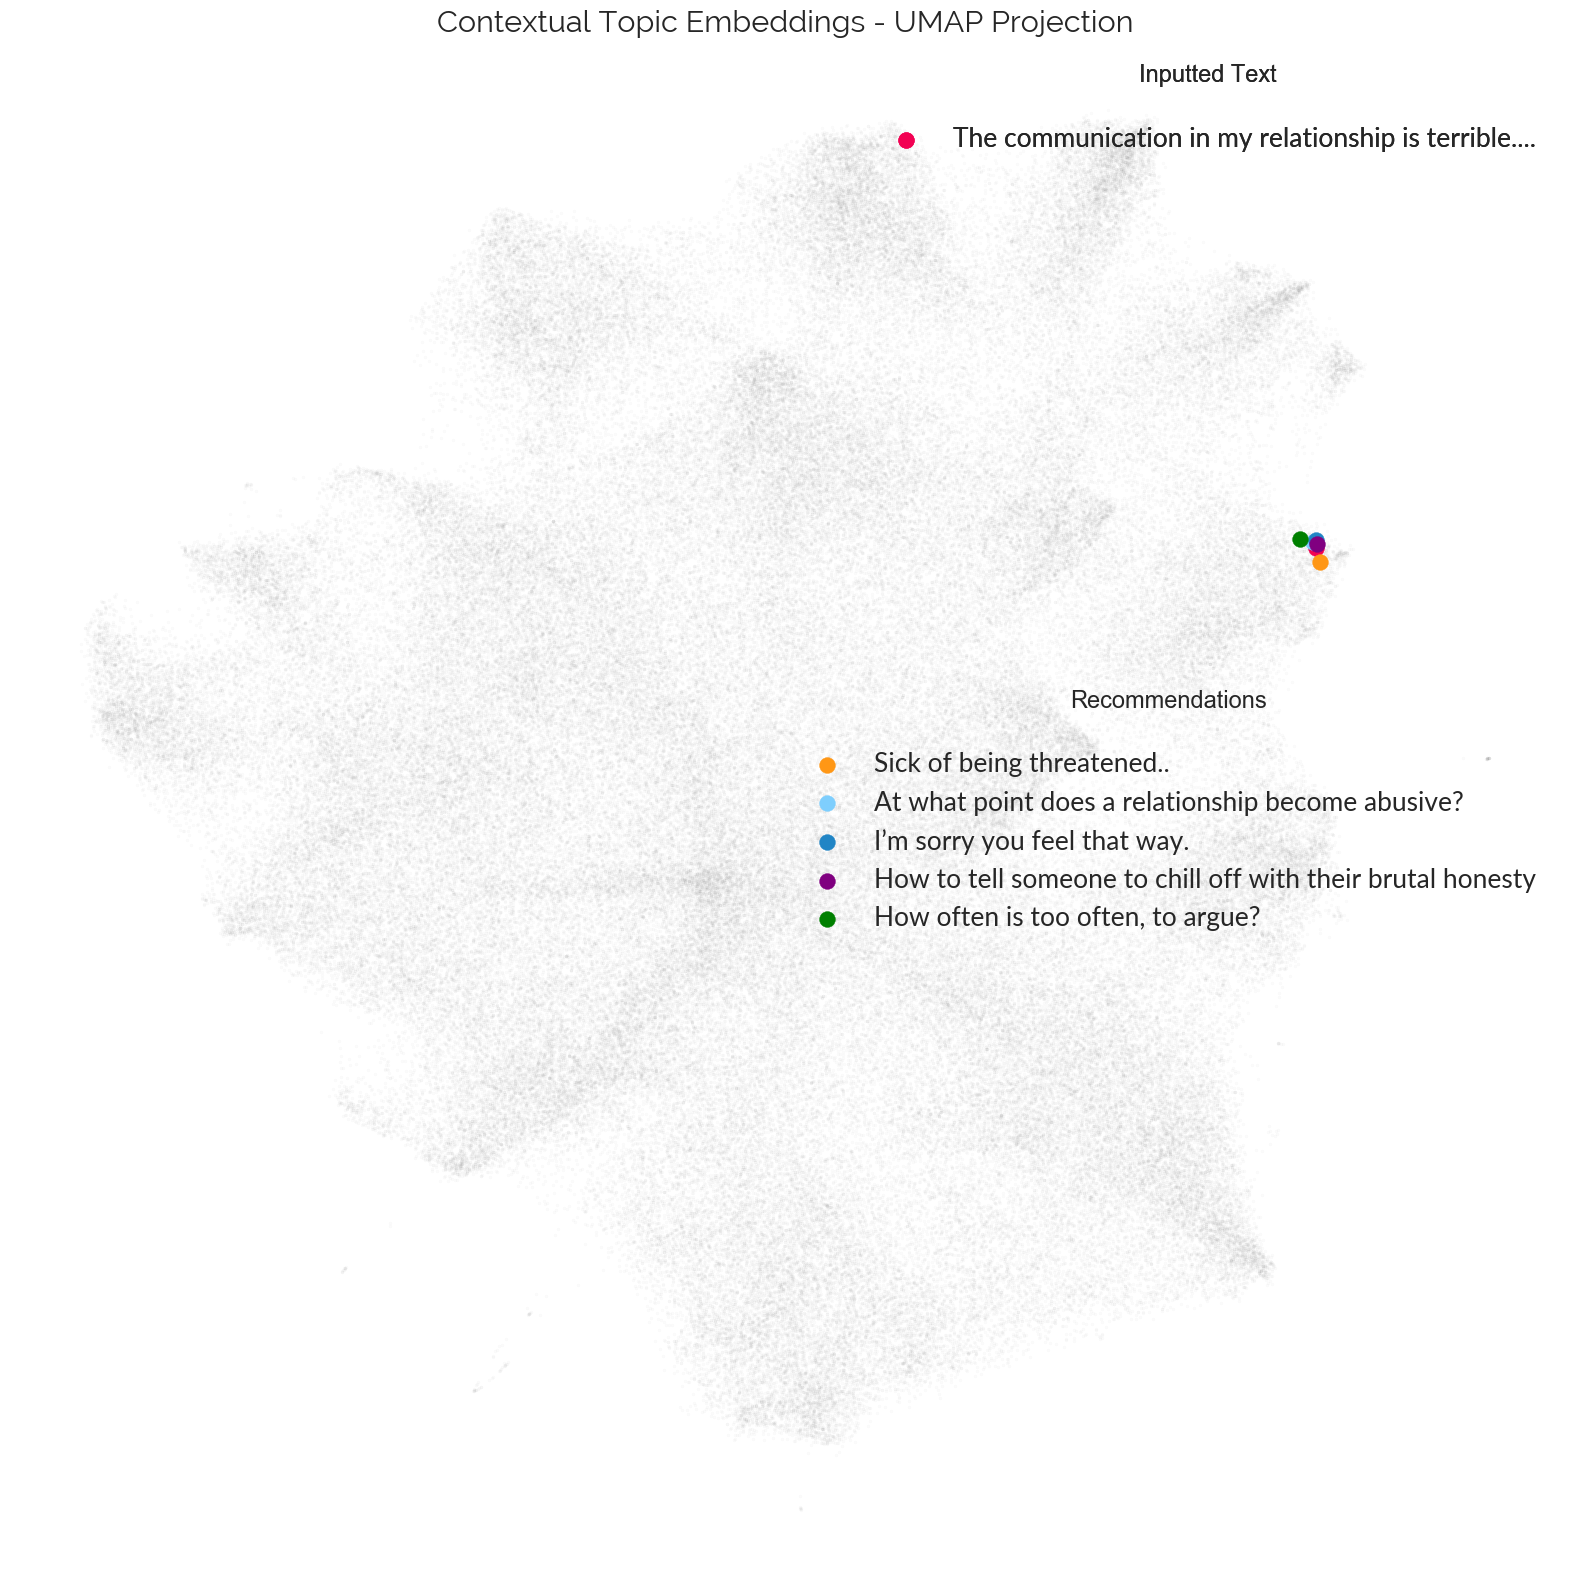 Contextual Topic Embeddings - UMAP Projection
Inputted Text
The communication in my relationship is terrible....
Recommendations
Sick of being threatened..
At what point does a relationship become abusive?
I’m sorry you feel that way.
How to tell someone to chill off with their brutal honesty
How often is too often, to argue?